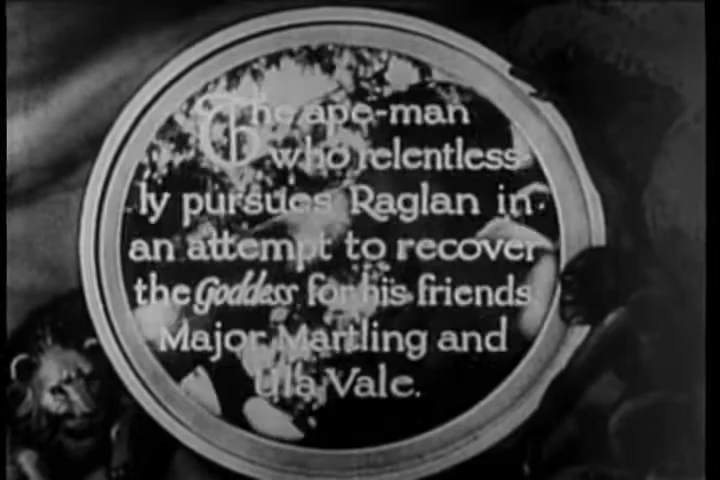 The ape-man
who relentless-
ly pursues Raglan in
an attempt to recover
the Goddess for his friends
Major Martling and
Ula Vale.